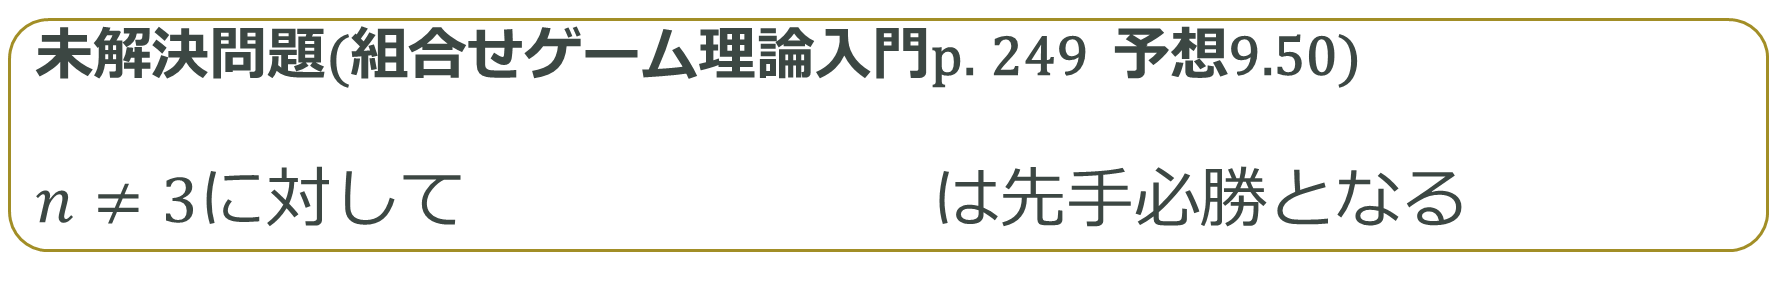 未解決問題(組合せゲーム理論入門p. 249 予想9.50)
n ≠ 3に対して は先手必勝となる